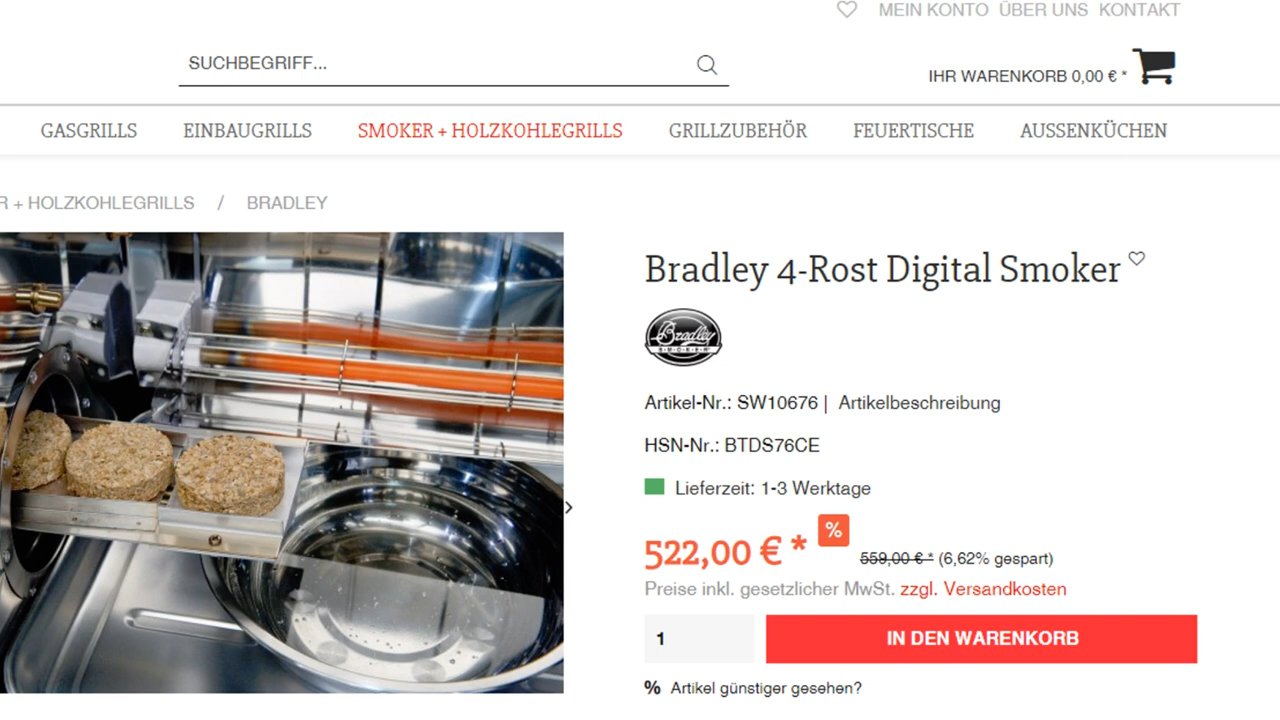 MEIN KONTO ÜBER UNS KONTAKT
SUCHBEGRIFF...
IHR WARENKORB 0,00 € *
GASGRILLS EINBAUGRILLS SMOKER + HOLZKOHLEGRILLS GRILLZUBEHÖR FEUERTISCHE AUSSENKÜCHEN
R + HOLZKOHLEGRILLS / BRADLEY
Bradley 4-Rost Digital Smoker
Bradley
SMOKER
Artikel-Nr.: SW10676 | Artikelbeschreibung
HSN-Nr.: BTDS76CE
Lieferzeit: 1-3 Werktage
522,00 € * % 559,00 € * (6,62% gespart)
Preise inkl. gesetzlicher MwSt. zzgl. Versandkosten
1 IN DEN WARENKORB
% Artikel günstiger gesehen?